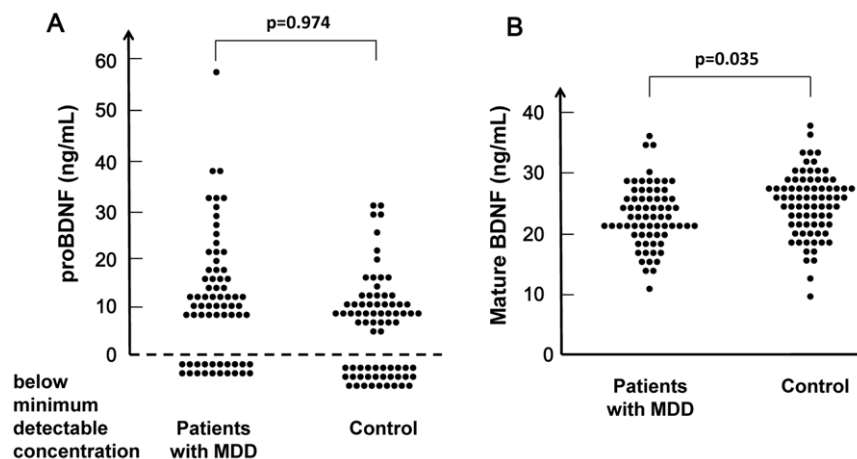 A
p=0.974
proBDNF (ng/mL)
60
50
40
30
20
10
0
below
minimum
detectable
concentration
Patients
with MDD
Control
B
p=0.035
Mature BDNF (ng/mL)
40
30
20
10
0
Patients
with MDD
Control